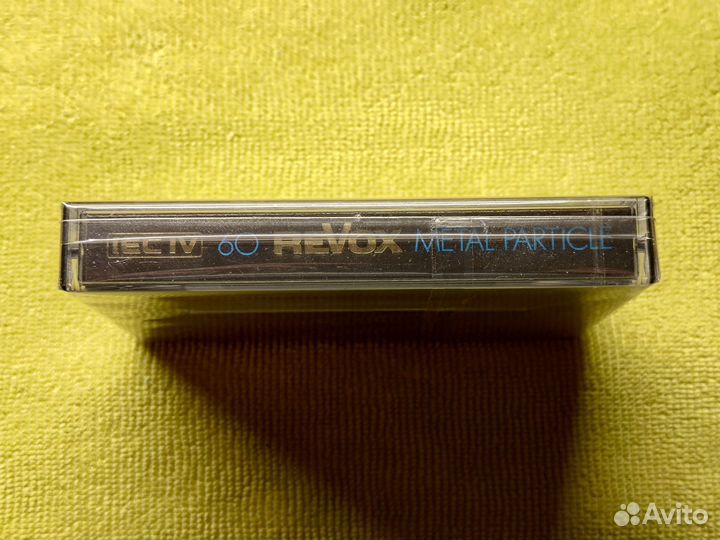 IEC IV 60 REVOX METAL PARTICLE
Avito